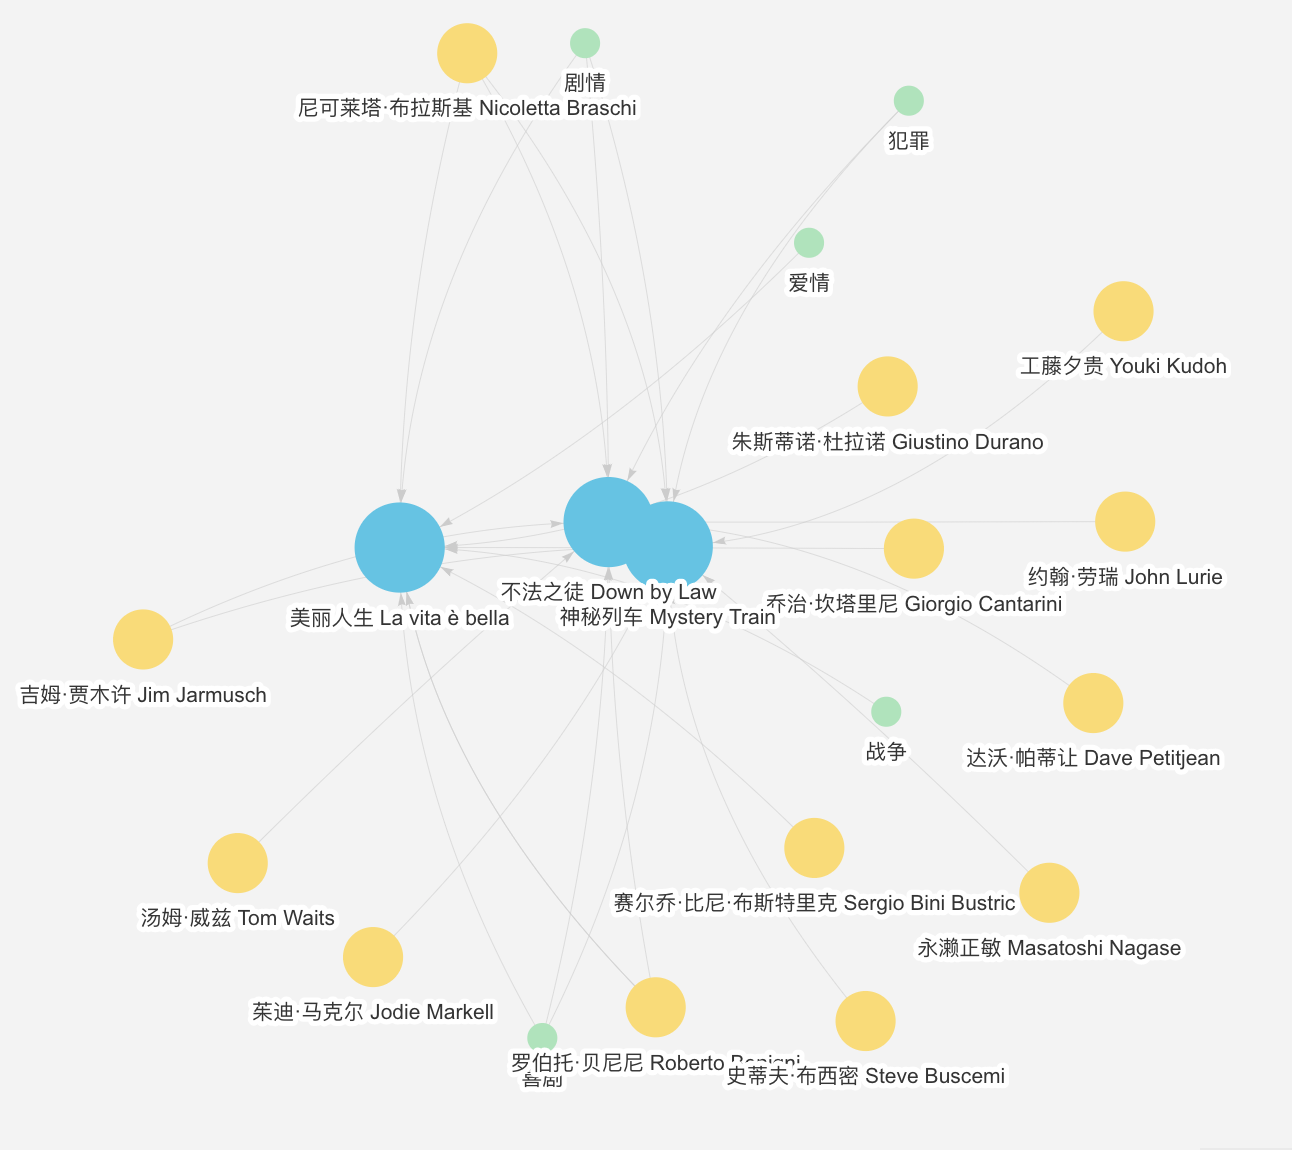 剧情
尼可莱塔·布拉斯基 Nicoletta Braschi
犯罪
爱情
工藤夕贵 Youki Kudoh
朱斯蒂诺·杜拉诺 Giustino Durano
约翰·劳瑞 John Lurie
不法之徒 Down by Law
乔治·坎塔里尼 Giorgio Cantarini
美丽人生 La vita è bella
神秘列车 Mystery Train
吉姆·贾木许 Jim Jarmusch
战争
达沃·帕蒂让 Dave Petitjean
赛尔乔·比尼·布斯特里克 Sergio Bini Bustric
汤姆·威兹 Tom Waits
永濑正敏 Masatoshi Nagase
茱迪·马克尔 Jodie Markell
罗伯托·贝尼尼 Roberto Benigni
史蒂夫·布西密 Steve Buscemi
喜剧